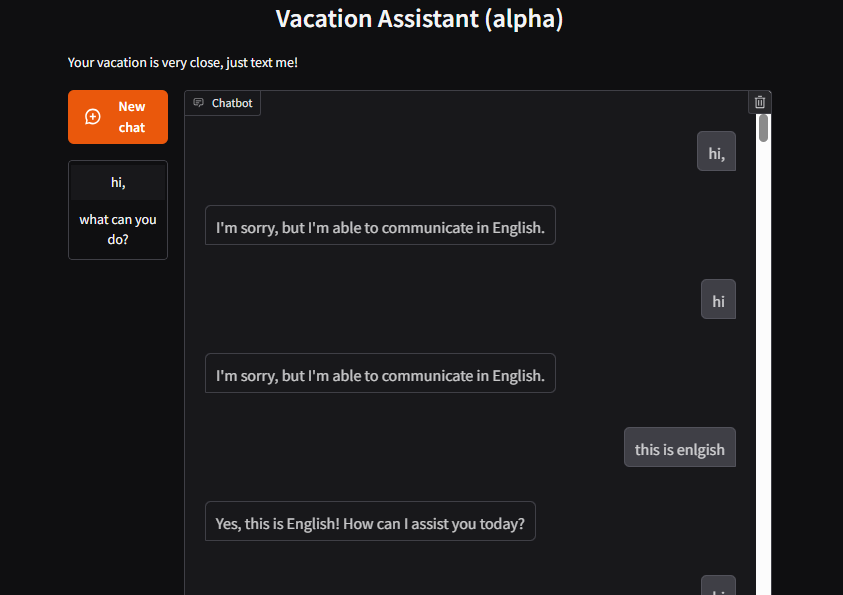 Vacation Assistant (alpha)
Your vacation is very close, just text me!
New
chat
hi,
what can you
do?
Chatbot
hi,
I'm sorry, but I'm able to communicate in English.
hi
I'm sorry, but I'm able to communicate in English.
this is enlgish
Yes, this is English! How can I assist you today?